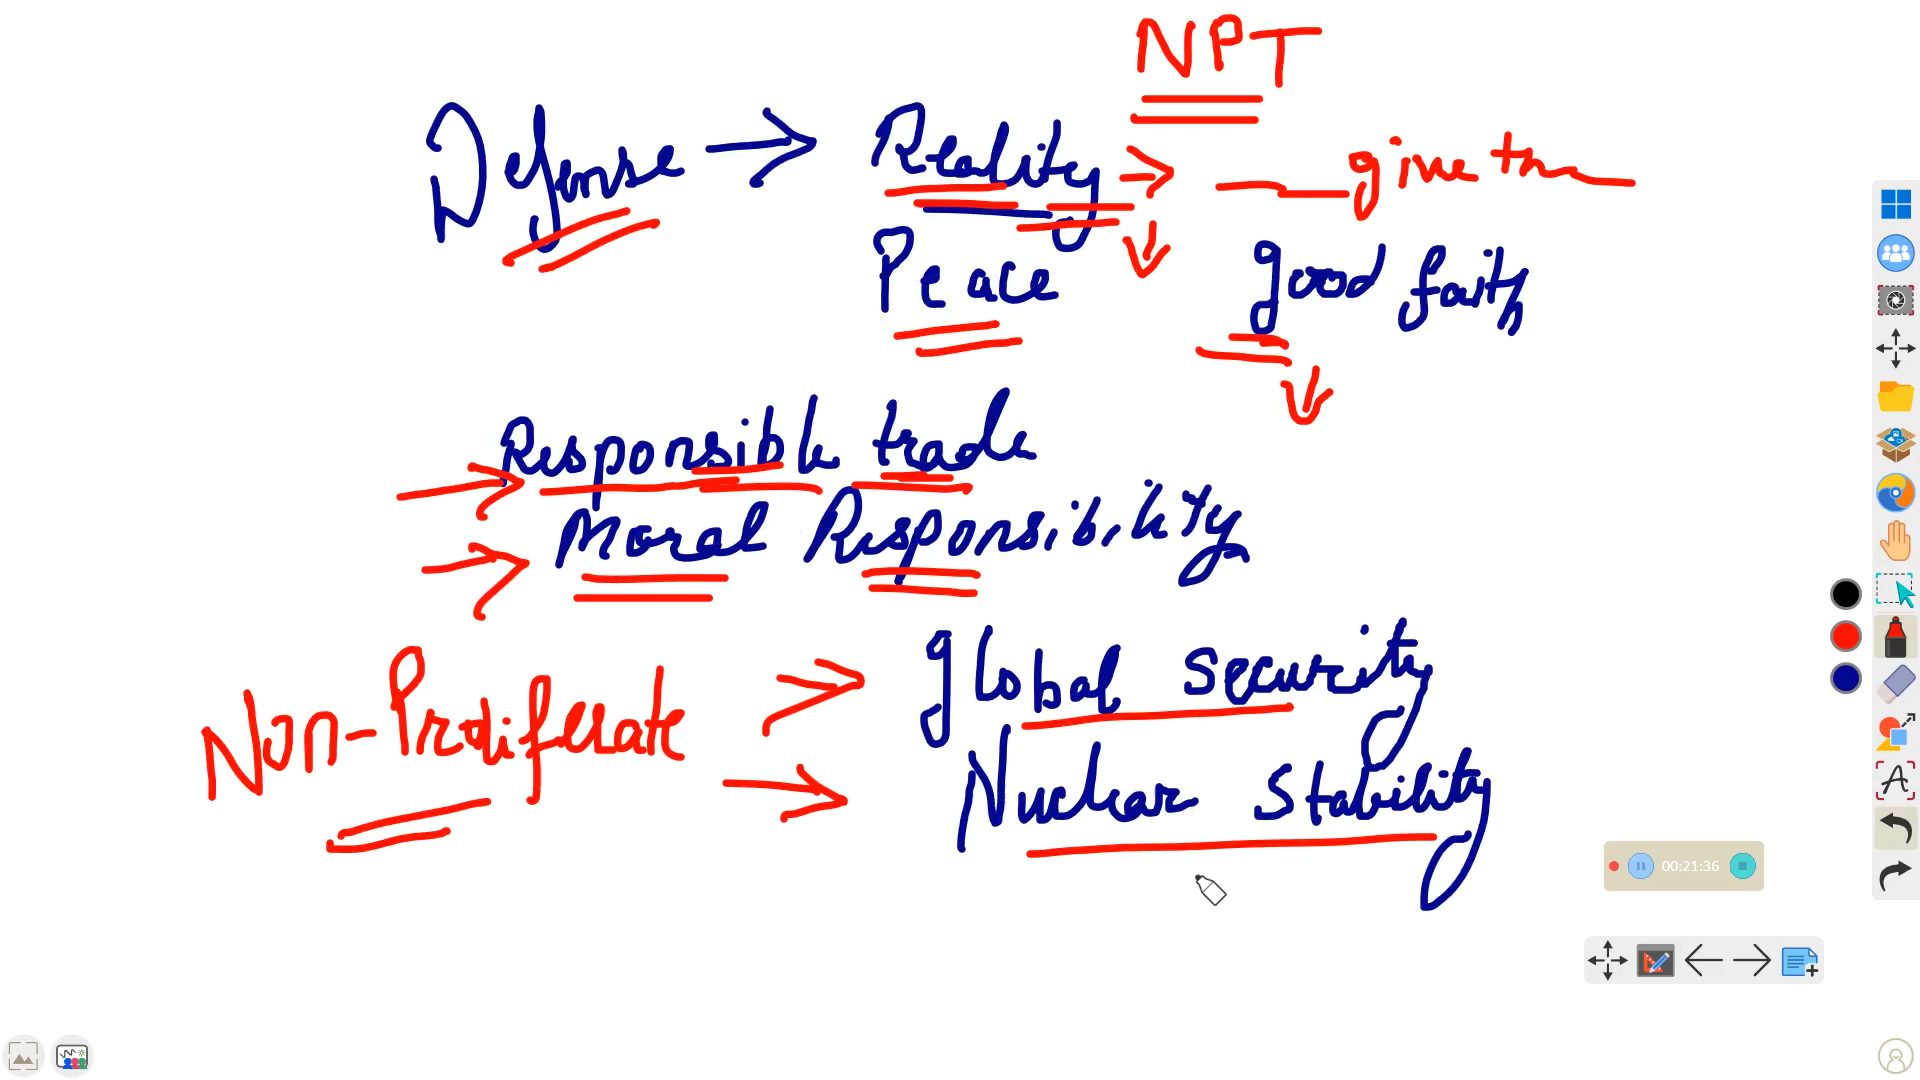 NPT
Defense → Reality → give th
Peace good faith
Responsible trade
Moral Responsibility
Non-Proliferate → Global Security
→ Nuclear Stability
00:21:36